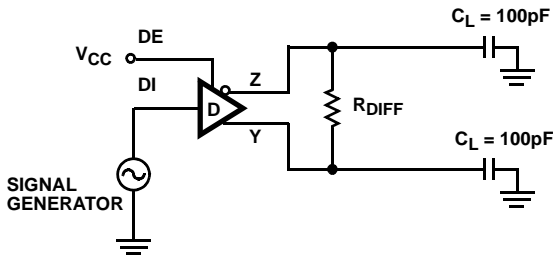 C_L = 100pF
DE
V_CC
DI
Z
D
R_DIFF
Y
C_L = 100pF
SIGNAL
GENERATOR